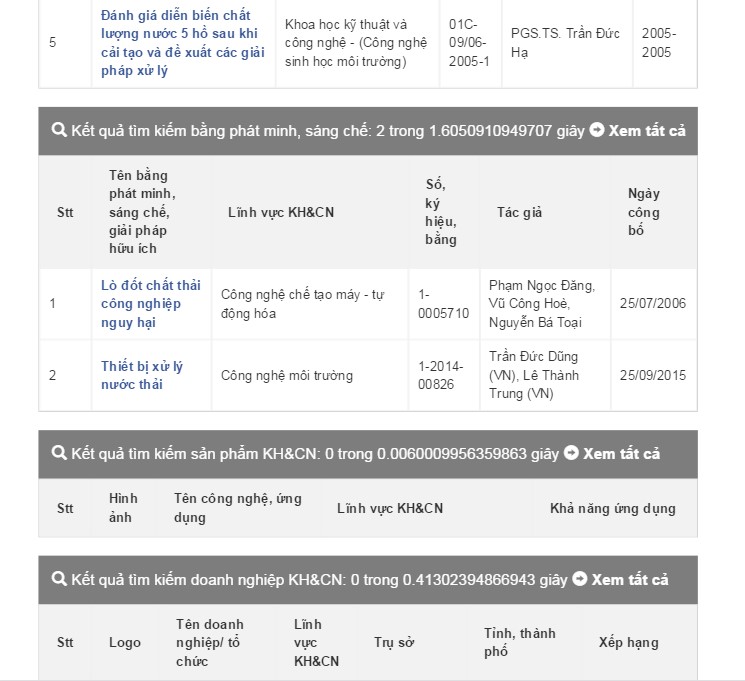 5
Đánh giá diễn biến chất
lượng nước 5 hồ sau khi
cải tạo và đề xuất các giải
pháp xử lý
Khoa học kỹ thuật và
công nghệ - (Công nghệ
sinh học môi trường)
01C-
09/06-
2005-1
PGS.TS. Trần Đức
Hạ
2005-
2005
Kết quả tìm kiếm bằng phát minh, sáng chế: 2 trong 1.6050910949707 giây Xem tất cả
Stt
Tên bằng
phát minh,
sáng chế,
giải pháp
hữu ích
Lĩnh vực KH&CN
Số,
ký
hiệu,
bằng
Tác giả
Ngày
công
bố
1
Lò đốt chất thải
công nghiệp
nguy hại
Công nghệ chế tạo máy - tự
động hóa
1-
0005710
Phạm Ngọc Đăng,
Vũ Công Hoè,
Nguyễn Bá Toại
25/07/2006
2
Thiết bị xử lý
nước thải
Công nghệ môi trường
1-2014-
00826
Trần Đức Dũng
(VN), Lê Thành
Trung (VN)
25/09/2015
Kết quả tìm kiếm sản phẩm KH&CN: 0 trong 0.0060009956359863 giây Xem tất cả
Stt
Hình
ảnh
Tên công nghệ, ứng
dụng
Lĩnh vực KH&CN
Khả năng ứng dụng
Kết quả tìm kiếm doanh nghiệp KH&CN: 0 trong 0.41302394866943 giây Xem tất cả
Stt
Logo
Tên doanh
nghiệp/ tổ
chức
Lĩnh
vực
KH&CN
Trụ sở
Tỉnh, thành
phố
Xếp hạng